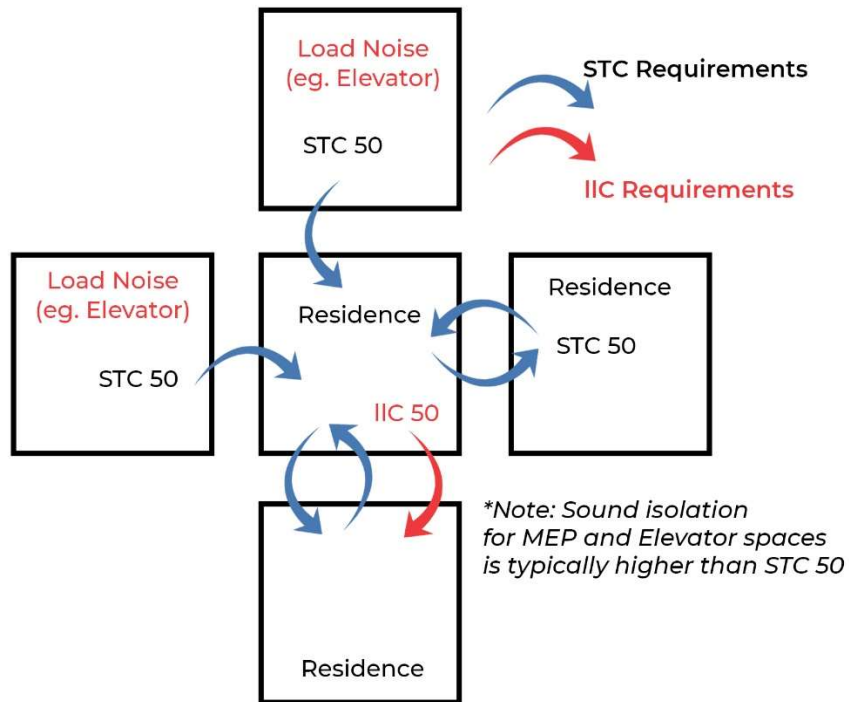 Load Noise
(eg. Elevator)
STC 50
STC Requirements
IIC Requirements
Load Noise
(eg. Elevator)
STC 50
Residence
IIC 50
Residence
STC 50
*Note: Sound isolation
for MEP and Elevator spaces
is typically higher than STC 50
Residence